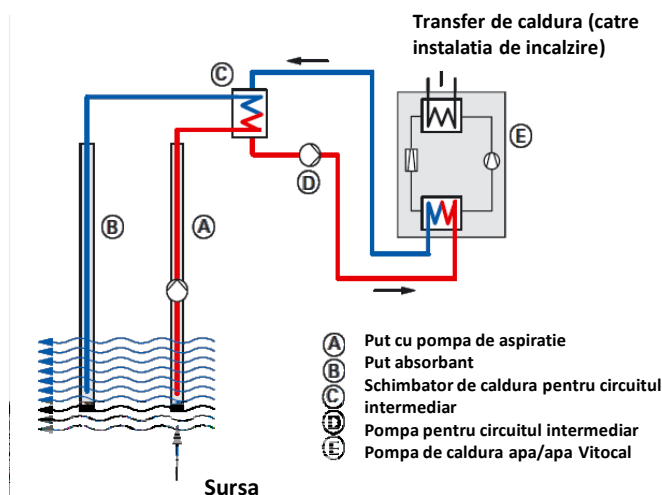 Transfer de caldura (catre
instalatia de incalzire)
C
E
D
B
A
A Put cu pompa de aspiratie
B Put absorbant
C Schimbator de caldura pentru circuitul
intermediar
D Pompa pentru circuitul intermediar
E Pompa de caldura apa/apa Vitocal
Sursa